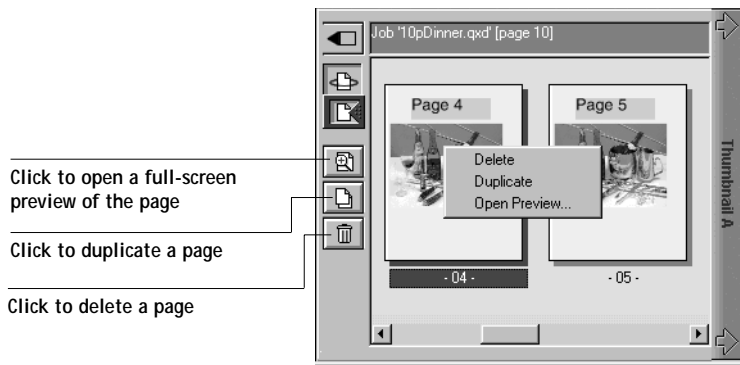 Job '10pDinner.qxd' [page 10]
Page 4
Page 5
Delete
Duplicate
Open Preview...
- 04 -
- 05 -
Thumbnail A
Click to open a full-screen
preview of the page
Click to duplicate a page
Click to delete a page